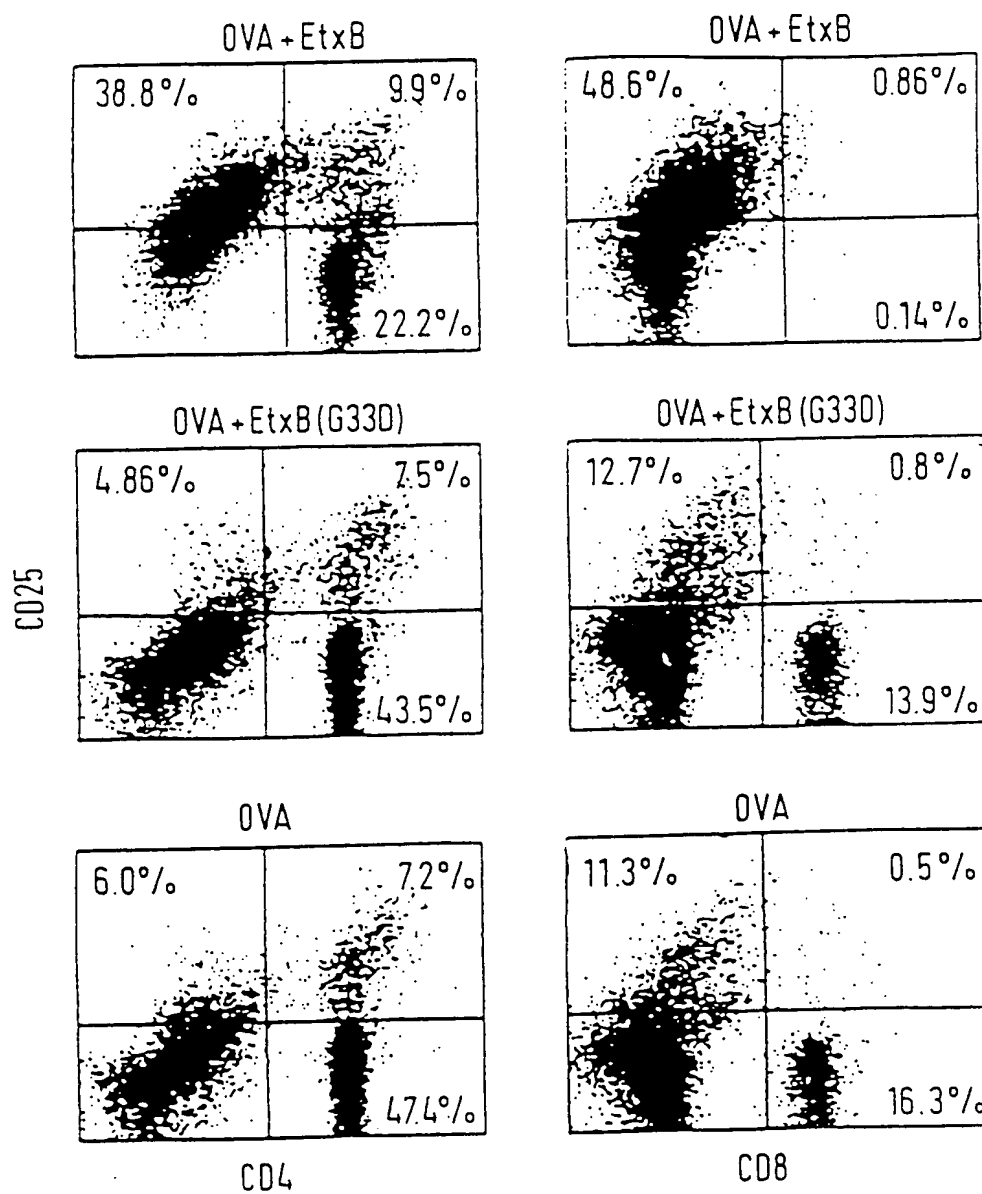 OVA + EtxB
OVA + EtxB
38.8%
9.9%
48.6%
0.86%
22.2%
0.14%
OVA + EtxB (G33D)
OVA + EtxB (G33D)
4.86%
7.5%
12.7%
0.8%
CD25
43.5%
13.9%
OVA
OVA
6.0%
7.2%
11.3%
0.5%
47.4%
16.3%
CD4
CD8